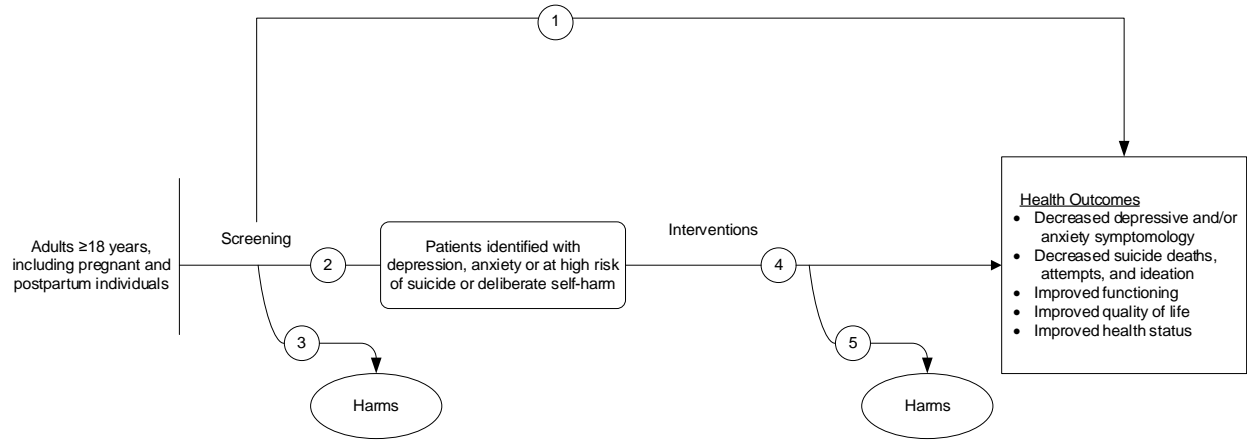 1
Adults ≥18 years,
including pregnant and
postpartum individuals
Screening
2
3
Harms
Patients identified with
depression, anxiety or at high risk
of suicide or deliberate self-harm
Interventions
4
5
Harms
Health Outcomes
• Decreased depressive and/or
anxiety symptomology
• Decreased suicide deaths,
attempts, and ideation
• Improved functioning
• Improved quality of life
• Improved health status